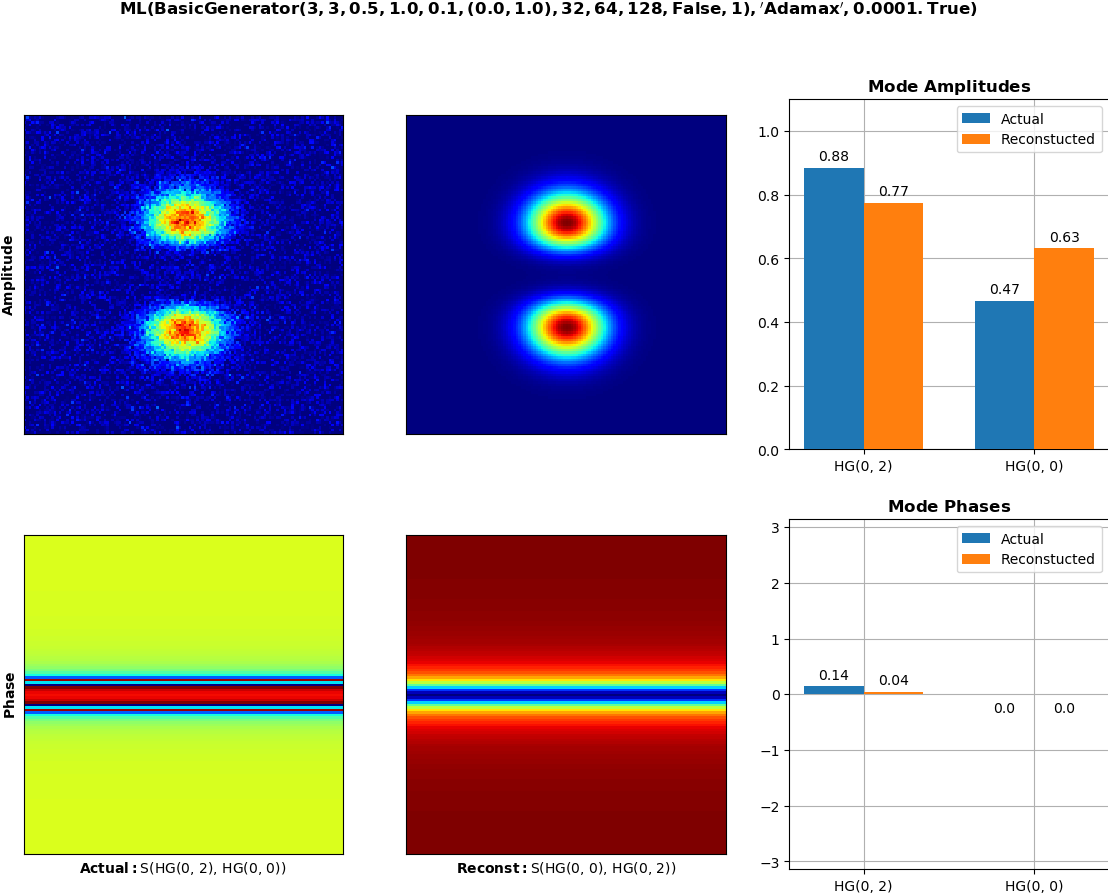 ML(BasicGenerator(3, 3, 0.5, 1.0, 0.1, (0.0, 1.0), 32, 64, 128, False, 1), ′Adamax′, 0.0001. True)
Amplitude
Mode Amplitudes
Actual
Reconstucted
1.0
0.8
0.6
0.4
0.2
0.0
0.88
0.77
0.47
0.63
HG(0, 2)
HG(0, 0)
Phase
Actual: S(HG(0, 2), HG(0, 0))
Reconst: S(HG(0, 0), HG(0, 2))
Mode Phases
Actual
Reconstucted
3
2
1
0
−1
−2
−3
0.14
0.04
0.0
0.0
HG(0, 2)
HG(0, 0)